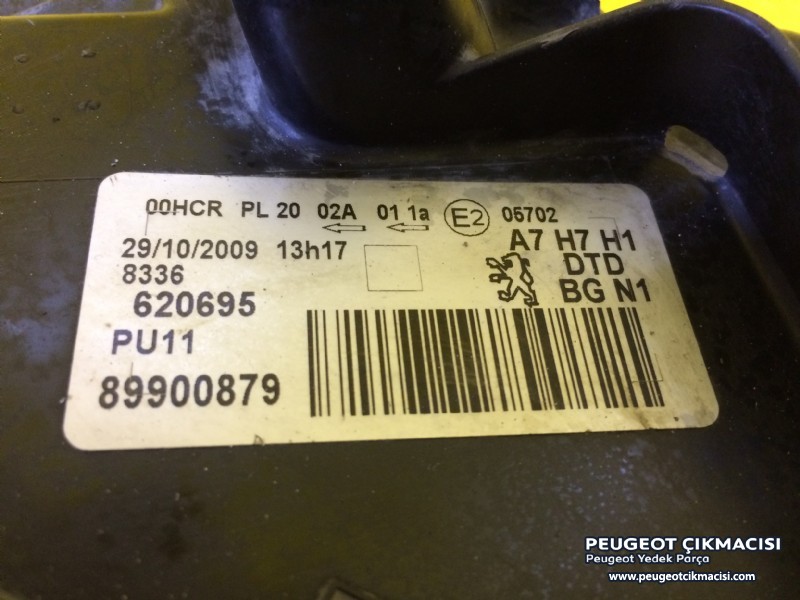 00HCR PL 20 02A 01 1a E2 05702
29/10/2009 13h17 A7 H7 H1
8336 DTD
620695 BG N1
PU11
89900879
PEUGEOT ÇIKMACISI
Peugeot Yedek Parça
www.peugeotcikmacisi.com